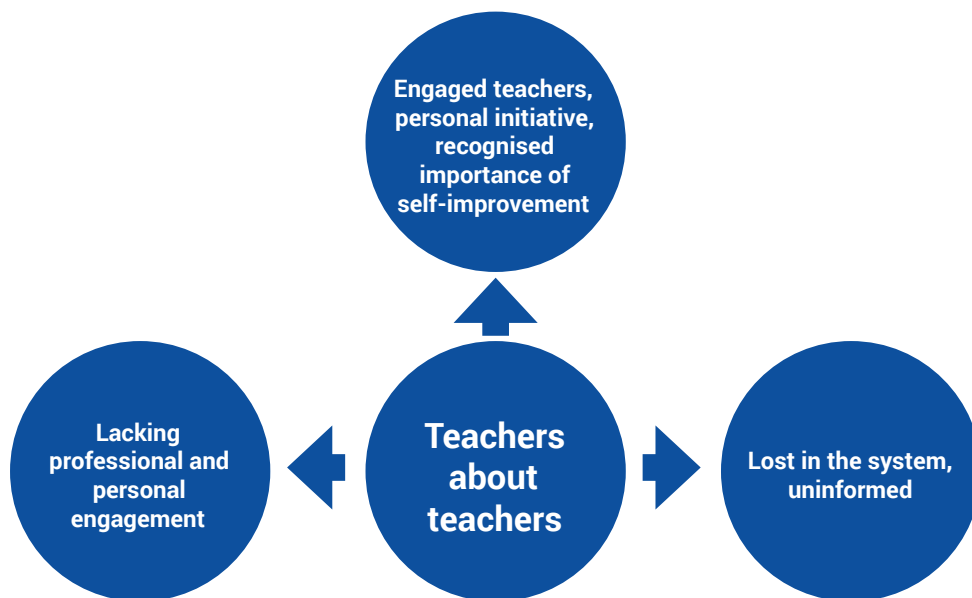 Engaged teachers,
personal initiative,
recognised
importance of
self-improvement
Lacking
professional and
personal
engagement
Teachers
about
teachers
Lost in the system,
uninformed